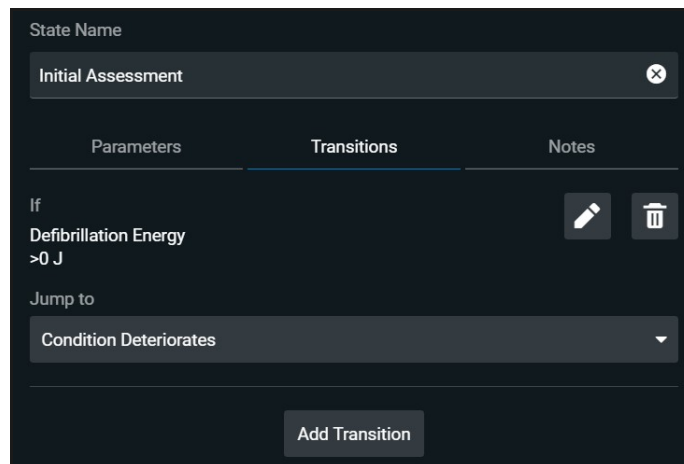 State Name
Initial Assessment
Parameters Transitions Notes
If
Defibrillation Energy
>0 J
Jump to
Condition Deteriorates
Add Transition